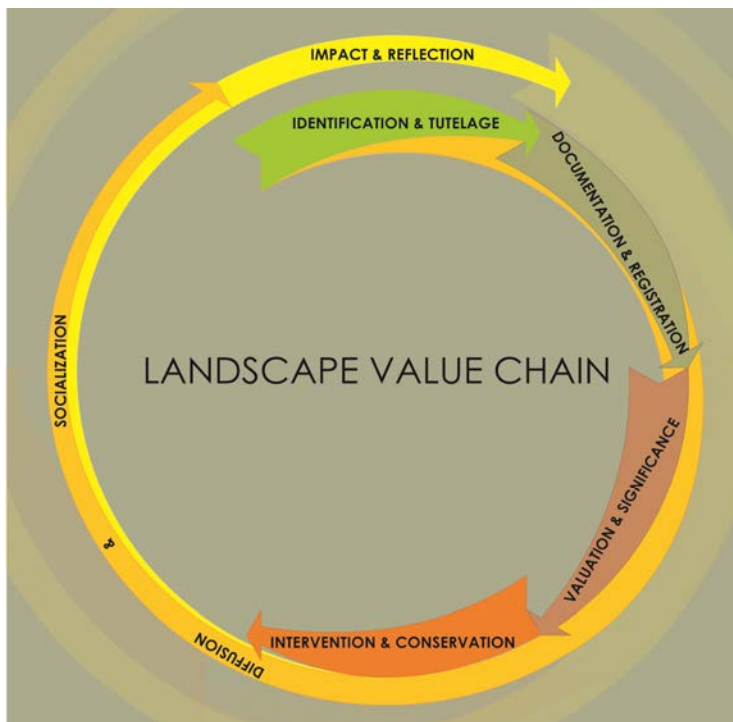 IMPACT & REFLECTION
IDENTIFICATION & TUTELAGE
DOCUMENTATION & REGISTRATION
LANDSCAPE VALUE CHAIN
VALUATION & SIGNIFICANCE
INTERVENTION & CONSERVATION
DIFFUSION & SOCIALIZATION